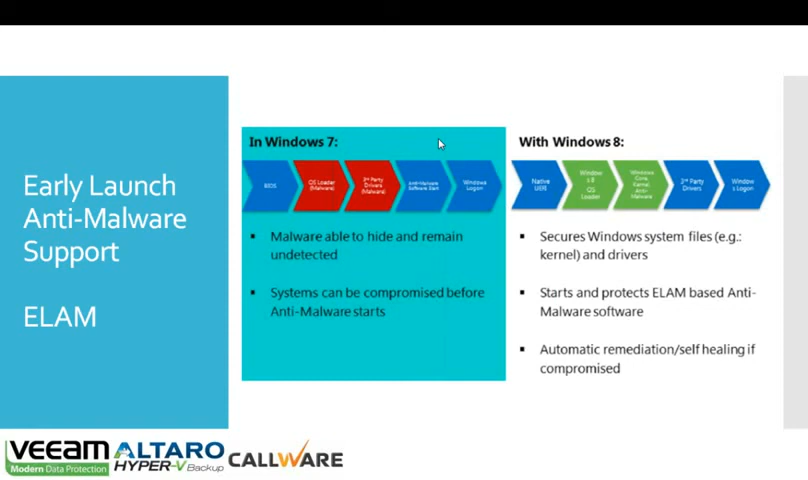 Early Launch
Anti-Malware
Support
ELAM
In Windows 7:
BIOS
OS Loader
(Malware)
3rd Party
Drivers
(Malware)
Anti-Malware
Software Start
Windows
Logon
Malware able to hide and remain
undetected
Systems can be compromised before
Anti-Malware starts
With Windows 8:
Native
UEFI
Window
s 8
OS
Loader
Windows
Core,
Kernel,
Anti-
Malware
3rd Party
Drivers
Window
s Logon
Secures Windows system files (e.g.:
kernel) and drivers
Starts and protects ELAM based Anti-
Malware software
Automatic remediation/self healing if
compromised
veeam
Modern Data Protection
ALTARO
HYPER-V Backup
CALLWARE